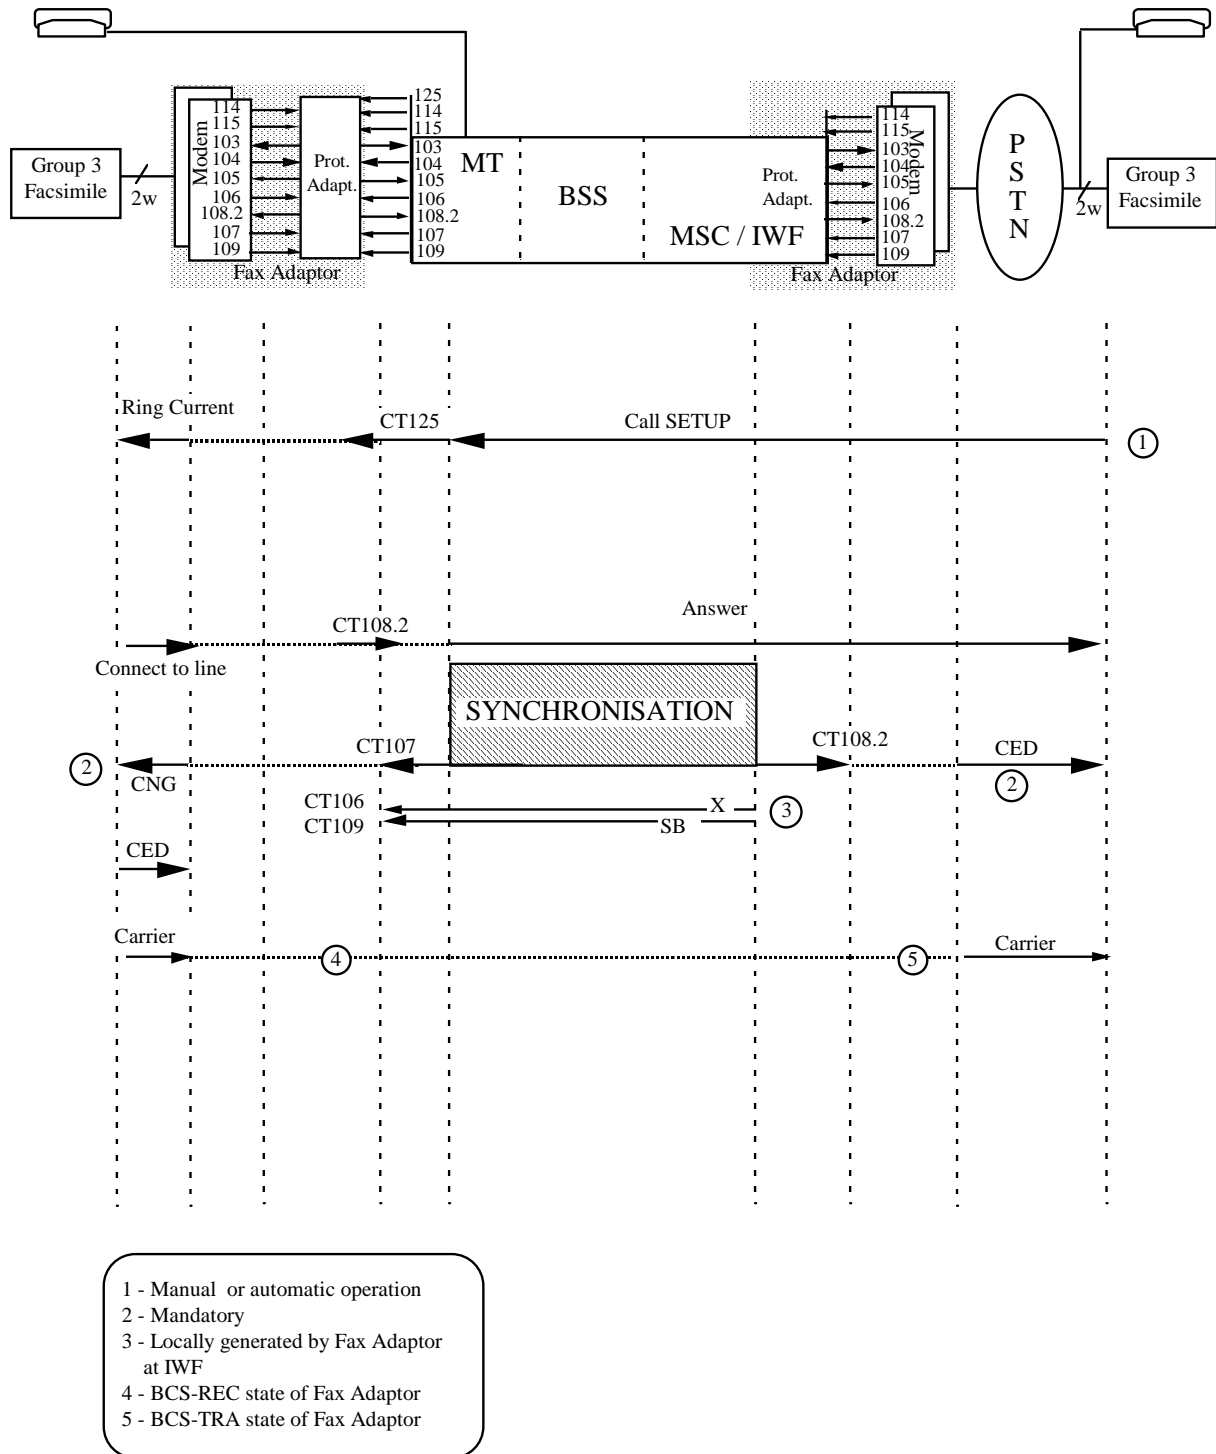 114
115
103
104
105
106
108.2
107
109
Modem
Group 3
Facsimile
2w
Prot.
Adapt.
Fax Adaptor
125
114
115
103
104
105
106
108.2
107
109
MT
BSS
MSC / IWF
Prot.
Adapt.
Fax Adaptor
114
115
103
104
105
106
108.2
107
109
Modem
P
S
T
N
2w
Group 3
Facsimile
Ring Current
CT125
Call SETUP
1
CT108.2
Answer
Connect to line
SYNCHRONISATION
2
CNG
CT107
CT108.2
CED
2
CT106
X
3
CT109
SB
CED
Carrier
4
5
Carrier
1 - Manual or automatic operation
2 - Mandatory
3 - Locally generated by Fax Adaptor
at IWF
4 - BCS-REC state of Fax Adaptor
5 - BCS-TRA state of Fax Adaptor